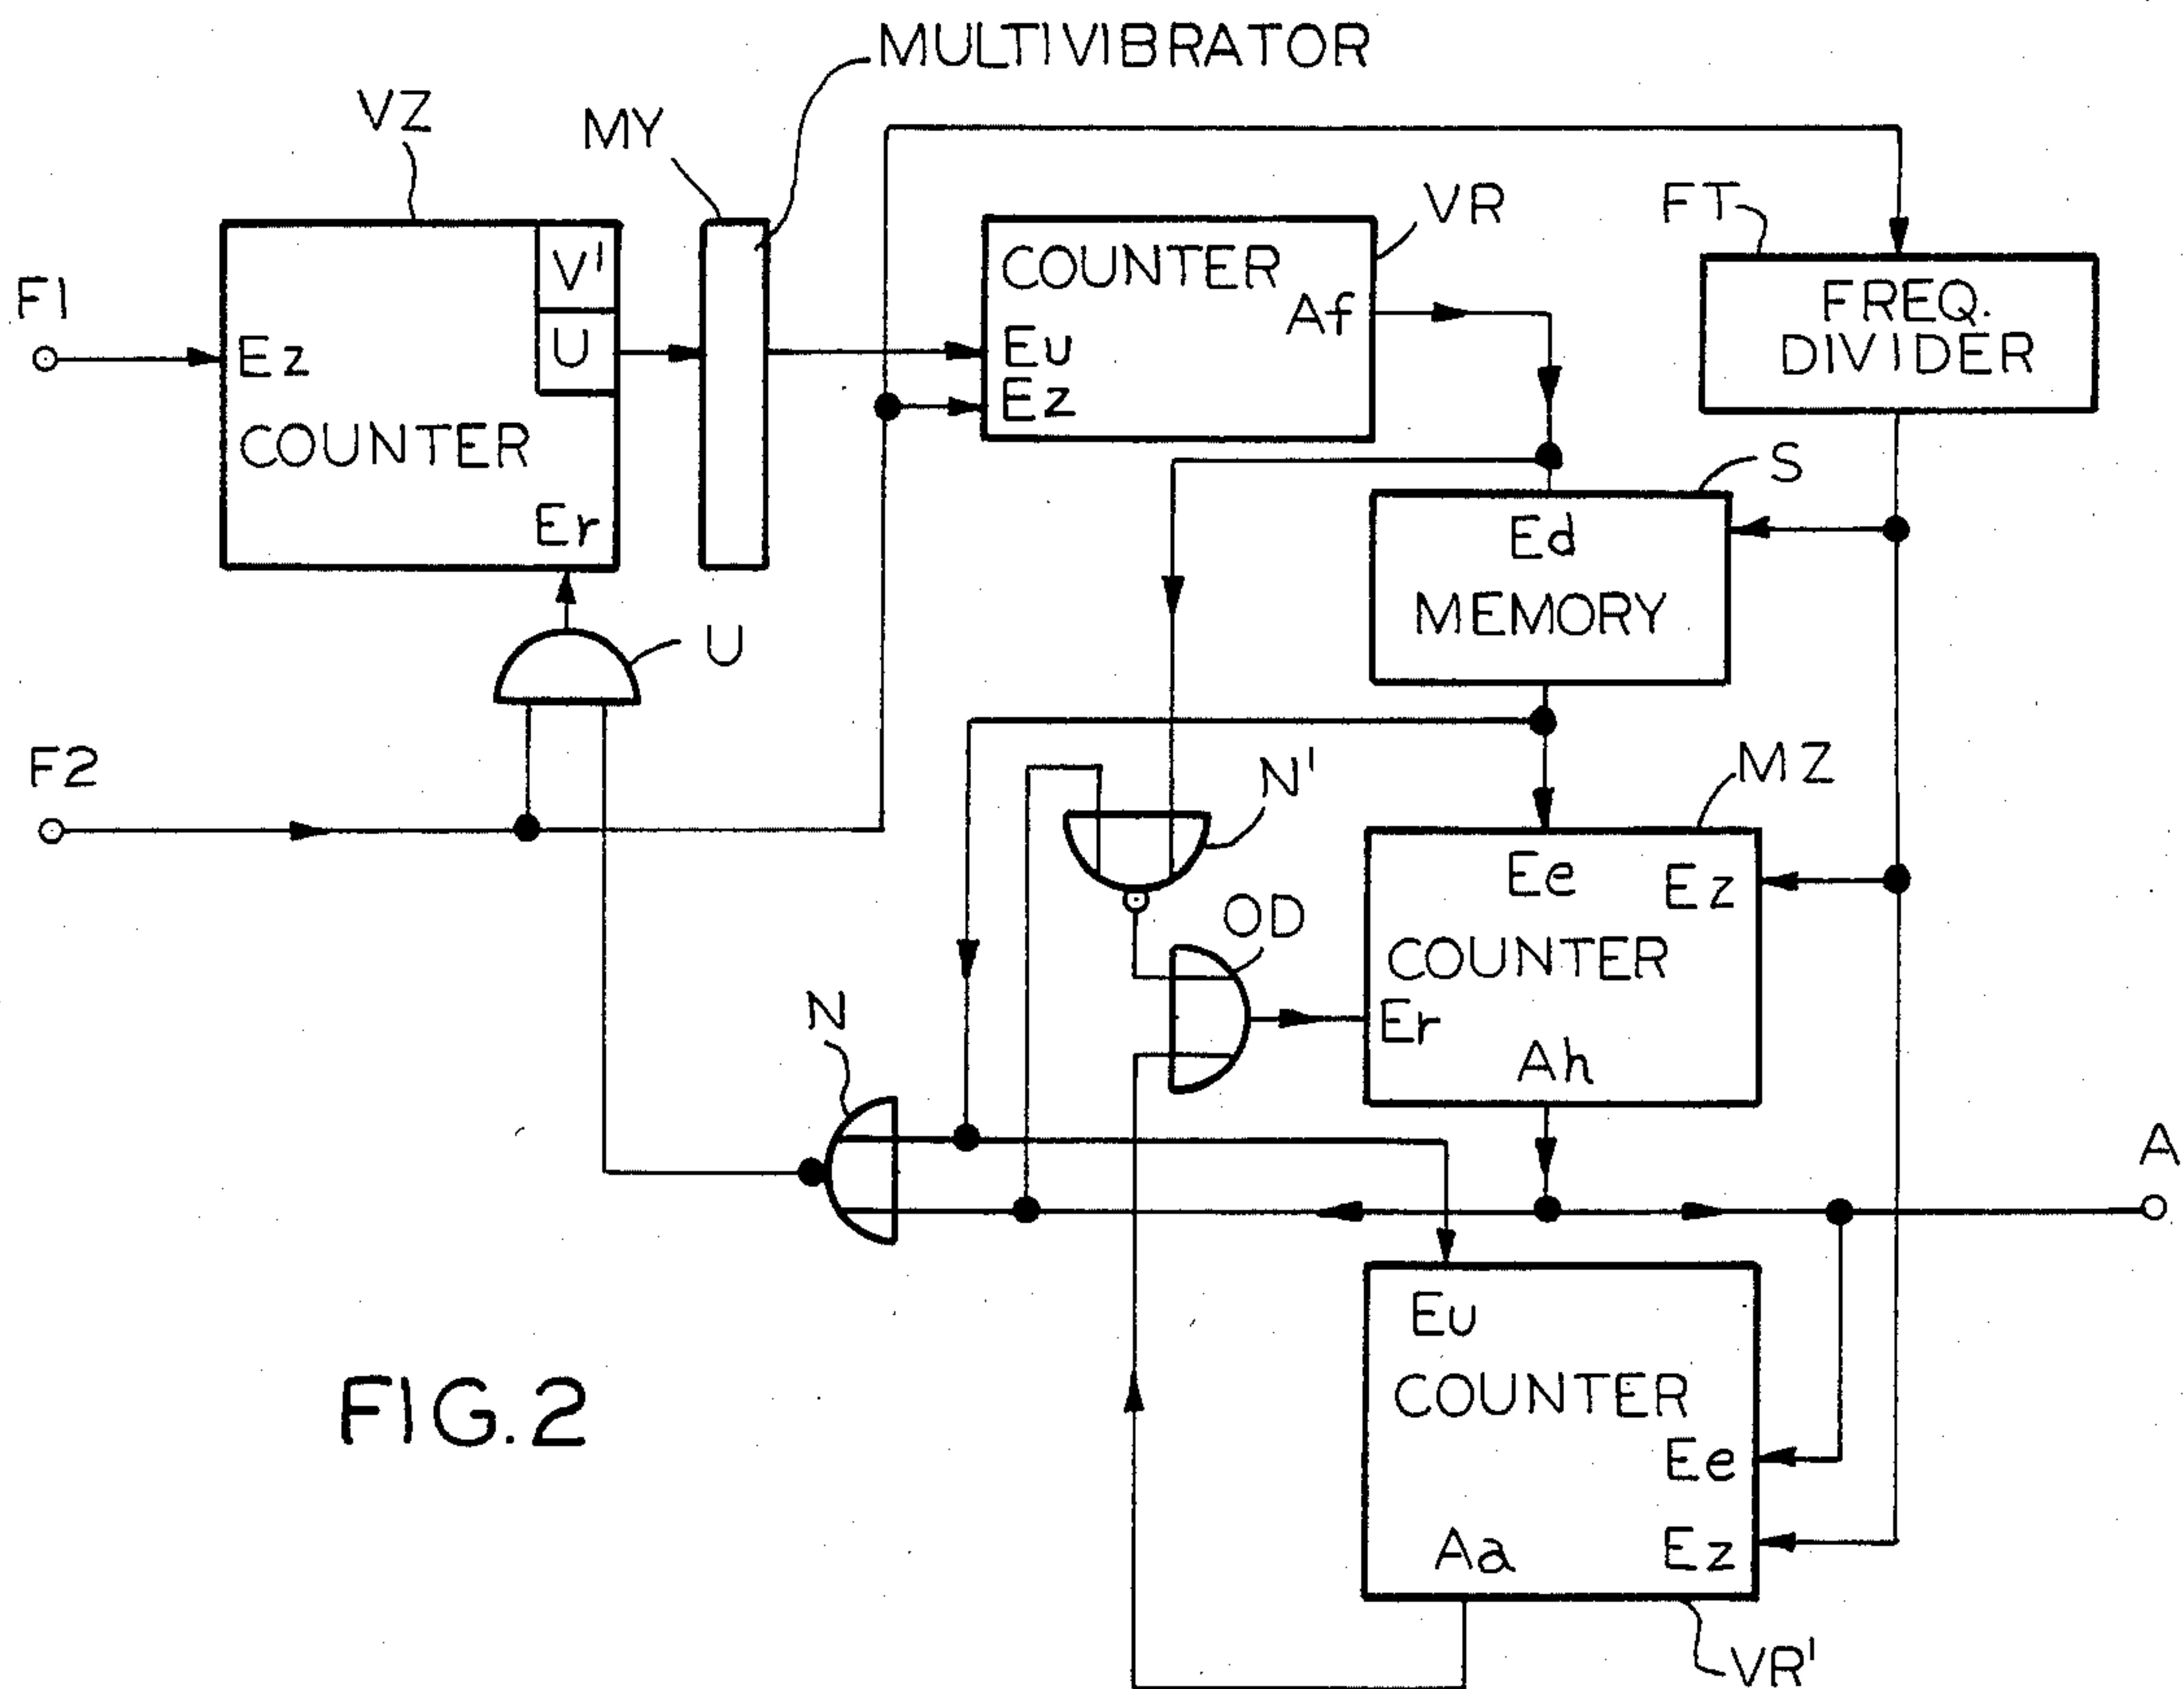 MULTIVIBRATOR
VZ
MY
VR
FT
F1
Ez
V'
U
COUNTER
Er
COUNTER
Af
Eu
Ez
FREQ.
DIVIDER
S
Ed
MEMORY
U
F2
N'
MZ
Ee
Ez
COUNTER
Er
Ah
OD
N
A
Eu
COUNTER
Ee
Aa
Ez
VR'
FIG.2